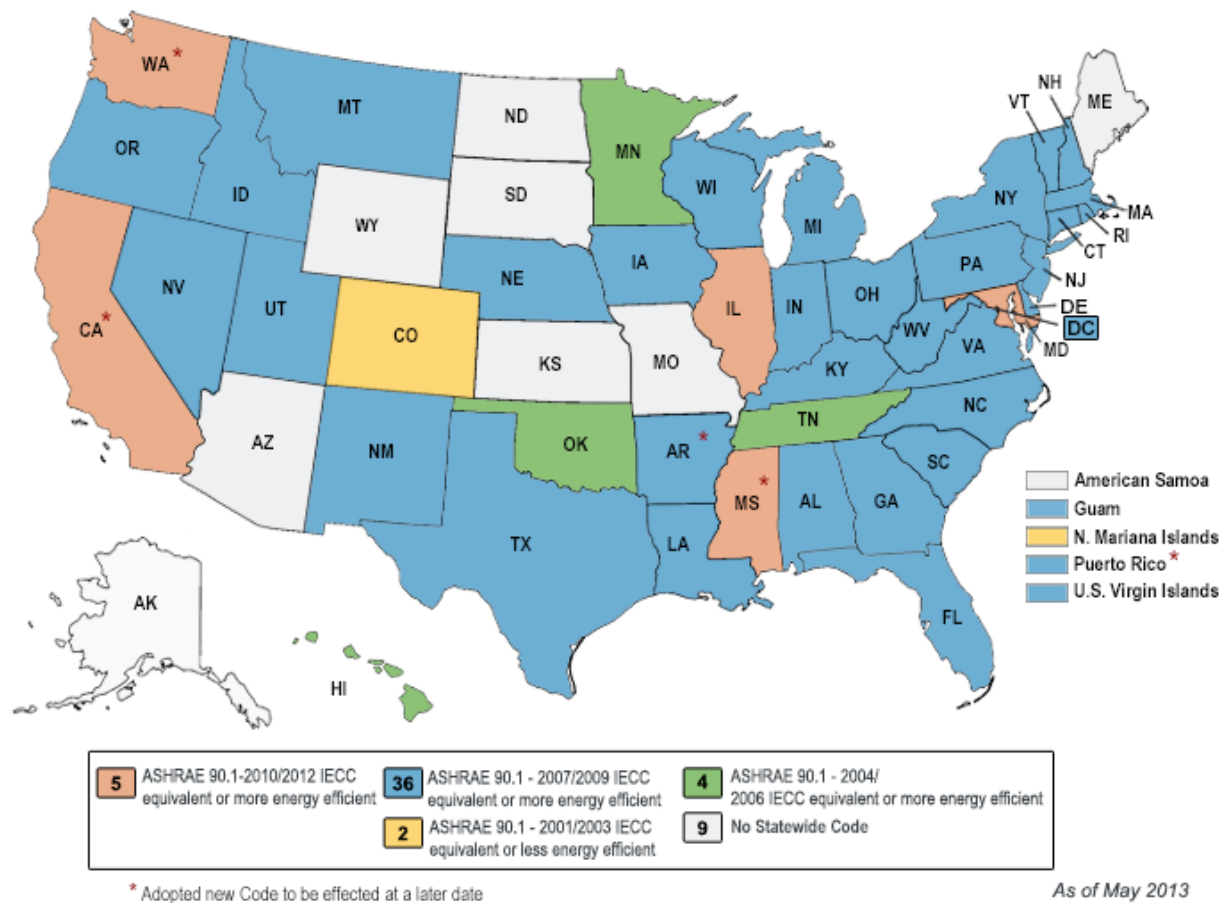 WA *
MT
ND
MN
ME
NH
VT
OR
ID
SD
WI
NY
MA
WY
MI
RI
CT
IA
PA
NE
NJ
NV
OH
UT
IL
IN
DE
DC
CA *
CO
WV
VA
MD
KS
MO
KY
NC
TN
AZ
OK
AR *
NM
SC
MS *
AL
GA
TX
LA
FL
American Samoa
Guam
N. Mariana Islands
Puerto Rico *
U.S. Virgin Islands
AK
HI
5 ASHRAE 90.1-2010/2012 IECC
equivalent or more energy efficient
36 ASHRAE 90.1 - 2007/2009 IECC
equivalent or more energy efficient
4 ASHRAE 90.1 - 2004/
2006 IECC equivalent or more energy efficient
2 ASHRAE 90.1 - 2001/2003 IECC
equivalent or less energy efficient
9 No Statewide Code
* Adopted new Code to be effected at a later date
As of May 2013